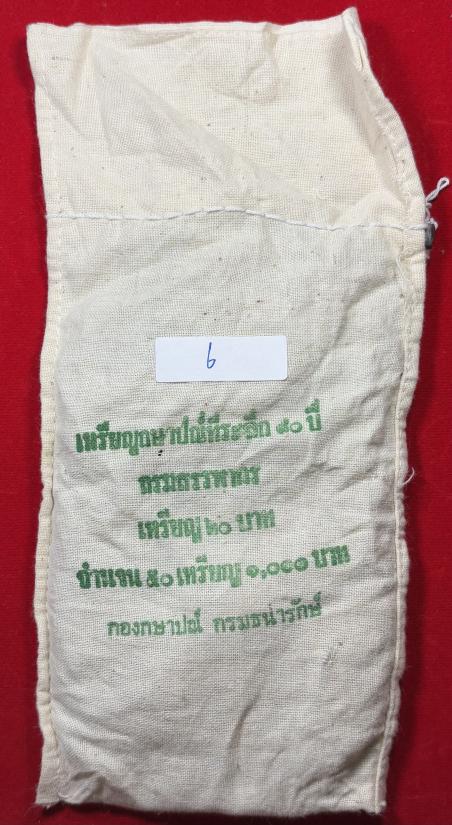 6
เหรียญกษาปณ์ที่ระลึก ๙๐ ปี
กรมธรรพากร
เหรียญ ๒๐ บาท
จำนวน ๕๐ เหรียญ ๑,๐๐๐ บาท
กองกษาปณ์ กรมธนารักษ์